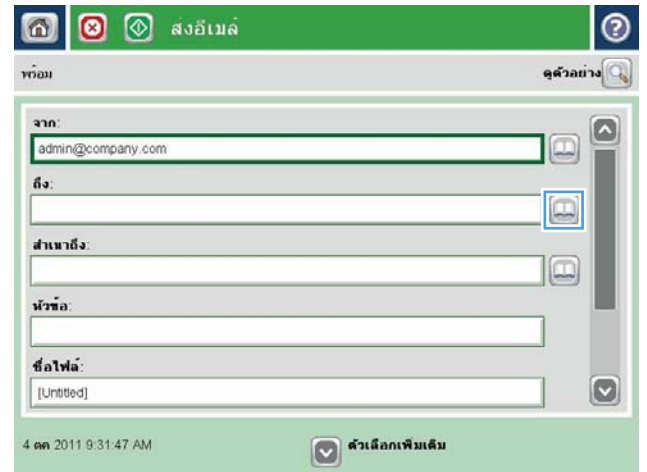 ส่งอีเมล์
พร้อม
ดูตัวอย่าง
จาก:
admin@company.com
ถึง:
สำเนาถึง:
หัวข้อ:
ชื่อไฟล์:
[Untitled]
4 ตค 2011 9:31:47 AM
ตัวเลือกเพิ่มเติม